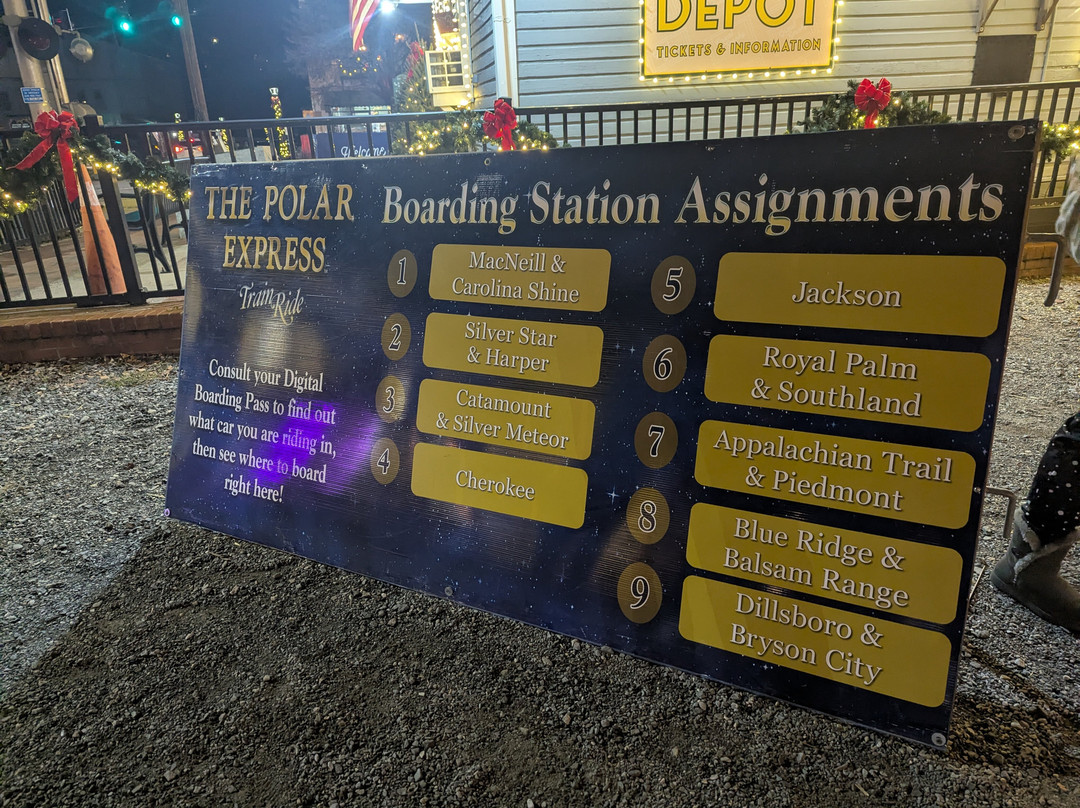 DEPOT
TICKETS & INFORMATION
Welcome
THE POLAR
EXPRESS
Train Ride
Consult your Digital
Boarding Pass to find out
what car you are riding in,
then see where to board
right here!
Boarding Station Assignments
1
MacNeill &
Carolina Shine
2
Silver Star
& Harper
3
Catamount
& Silver Meteor
4
Cherokee
5
Jackson
6
Royal Palm
& Southland
7
Appalachian Trail
& Piedmont
8
Blue Ridge &
Balsam Range
9
Dillsboro &
Bryson City